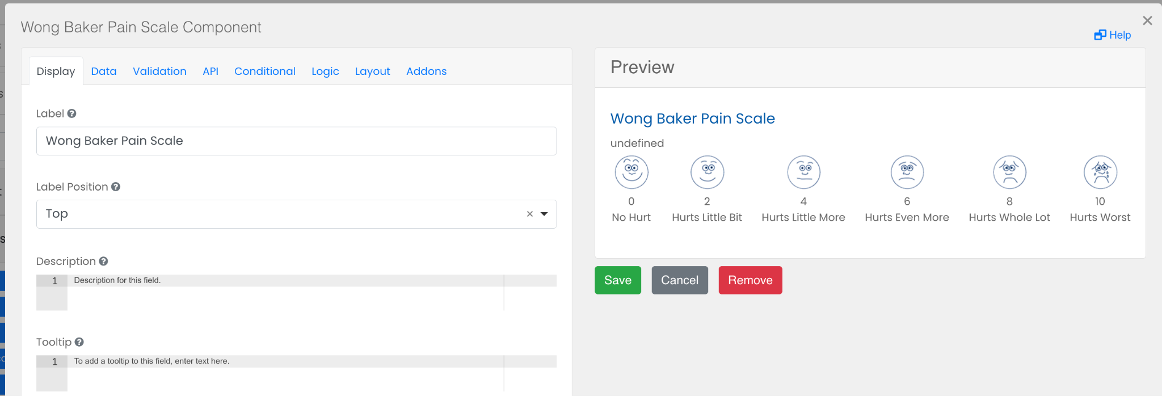 Wong Baker Pain Scale Component
×
Help
Display Data Validation API Conditional Logic Layout Addons
Label
Wong Baker Pain Scale
Label Position
Top ×
Description
1 Description for this field.
Tooltip
1 To add a tooltip to this field, enter text here.
Preview
Wong Baker Pain Scale
undefined
0 2 4 6 8 10
No Hurt Hurts Little Bit Hurts Little More Hurts Even More Hurts Whole Lot Hurts Worst
Save Cancel Remove